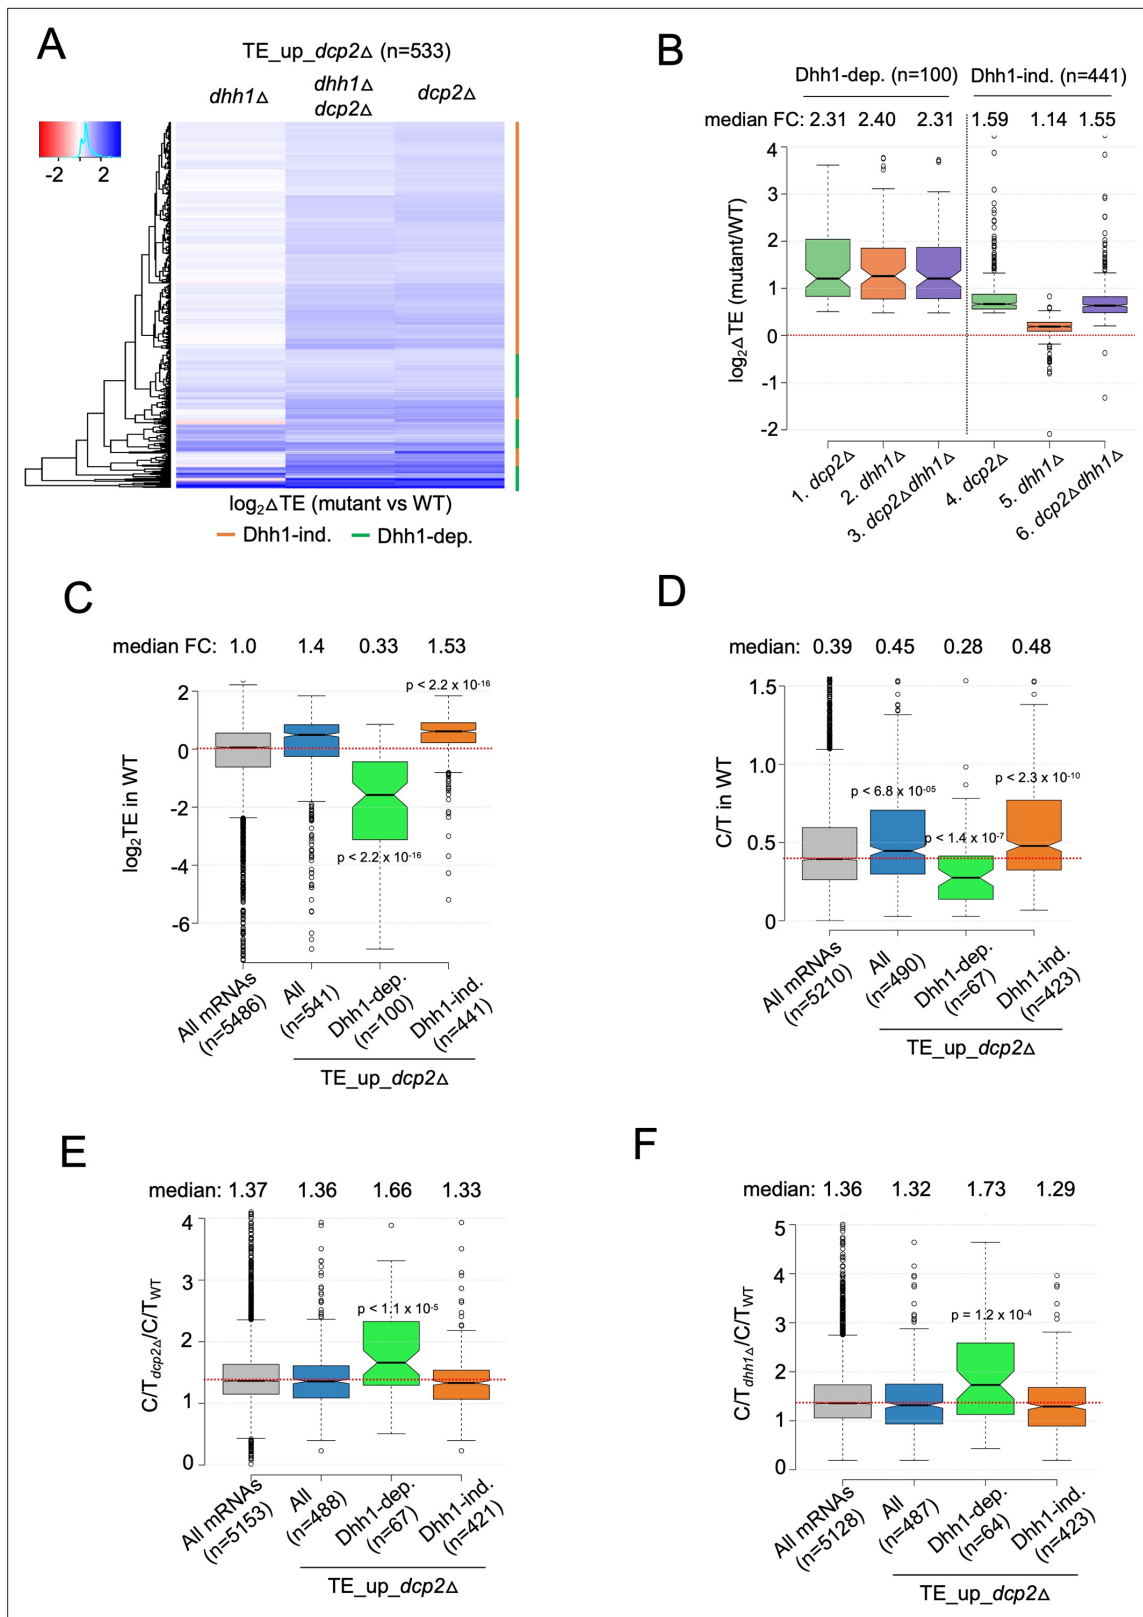 A
TE_up_dcp2Δ (n=533)
dhh1Δ
dhh1Δ
dcp2Δ
dcp2Δ
-2 2
log₂ΔTE (mutant vs WT)
Dhh1-ind. Dhh1-dep.
B
Dhh1-dep. (n=100) Dhh1-ind. (n=441)
median FC: 2.31 2.40 2.31 1.59 1.14 1.55
log₂ΔTE (mutant/WT)
4
3
2
1
0
-1
-2
1. dcp2Δ
2. dhh1Δ
3. dcp2Δdhh1Δ
4. dcp2Δ
5. dhh1Δ
6. dcp2Δdhh1Δ
C
median FC: 1.0 1.4 0.33 1.53
p < 2.2 x 10⁻¹⁶
log₂TE in WT
2
0
-2
-4
-6
p < 2.2 x 10⁻¹⁶
All mRNAs
(n=5486)
All
(n=541)
Dhh1-dep.
(n=100)
Dhh1-ind.
(n=441)
TE_up_dcp2Δ
D
median: 0.39 0.45 0.28 0.48
C/T in WT
1.5
1.0
0.5
0
p < 6.8 x 10⁻⁰⁵
p < 1.4 x 10⁻⁷
p < 2.3 x 10⁻¹⁰
All mRNAs
(n=5210)
All
(n=490)
Dhh1-dep.
(n=67)
Dhh1-ind.
(n=423)
TE_up_dcp2Δ
E
median: 1.37 1.36 1.66 1.33
C/T dcp2Δ/C/T WT
4
3
2
1
0
p < 1.1 x 10⁻⁵
All mRNAs
(n=5153)
All
(n=488)
Dhh1-dep.
(n=67)
Dhh1-ind.
(n=421)
TE_up_dcp2Δ
F
median: 1.36 1.32 1.73 1.29
C/T dhh1Δ/C/T WT
5
4
3
2
1
0
p = 1.2 x 10⁻⁴
All mRNAs
(n=5128)
All
(n=487)
Dhh1-dep.
(n=64)
Dhh1-ind.
(n=423)
TE_up_dcp2Δ